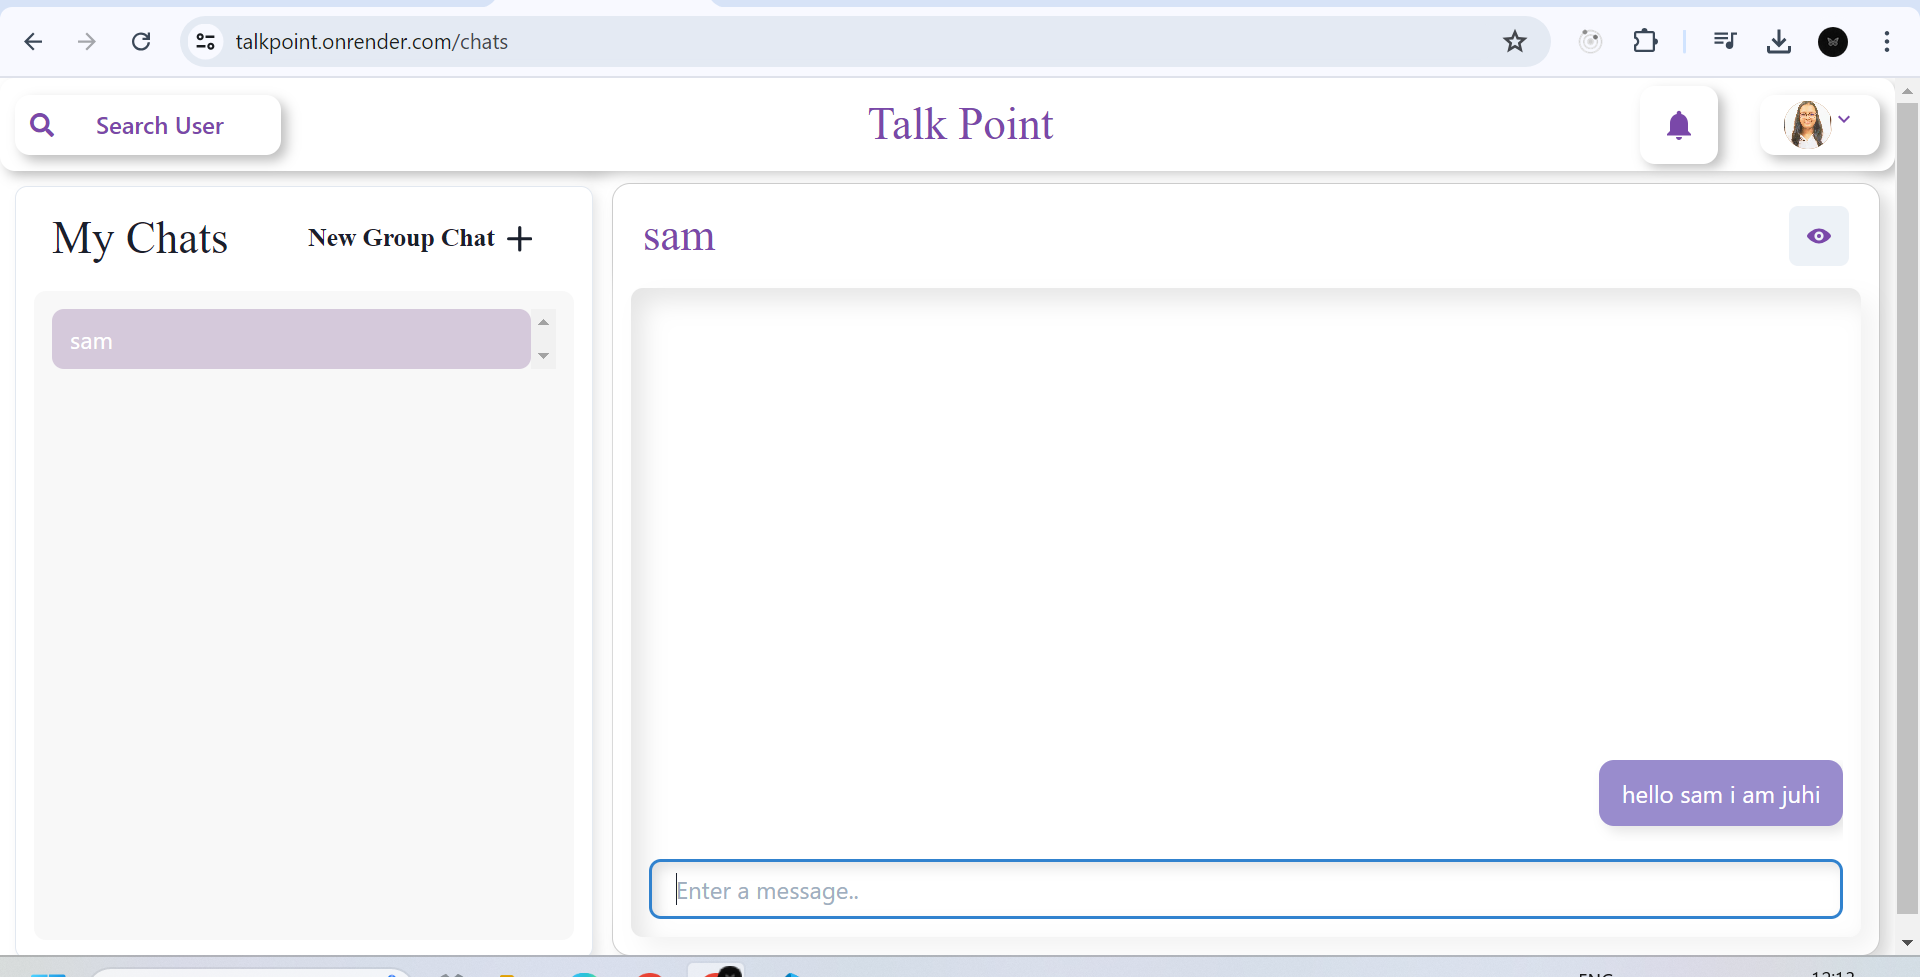 talkpoint.onrender.com/chats
Search User
Talk Point
My Chats
New Group Chat
sam
sam
hello sam i am juhi
Enter a message..